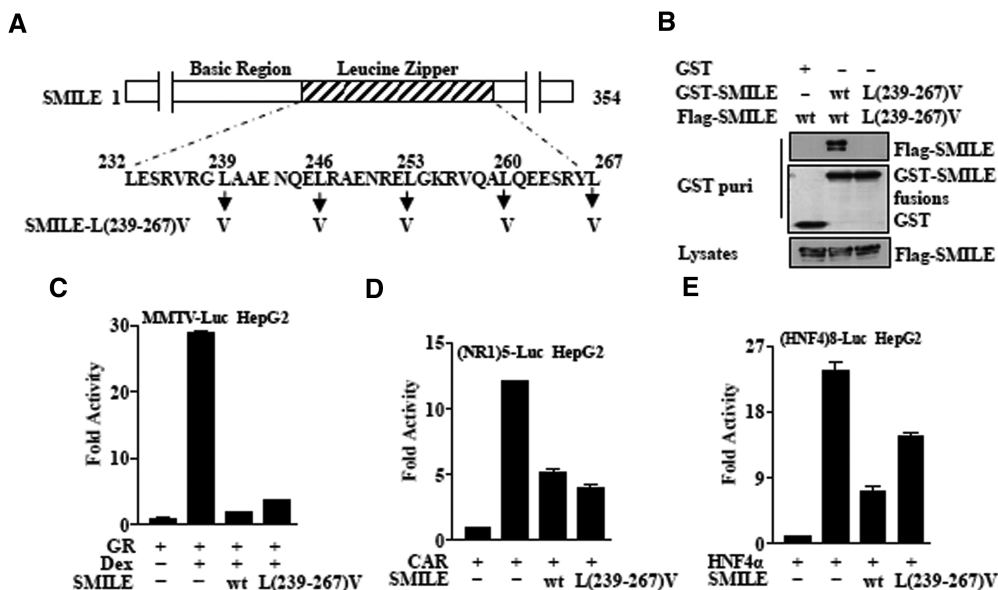 A
Basic Region Leucine Zipper
SMILE 1 354
232 239 246 253 260 267
LESRVRG LAAE NQELRAENRELGKRVQALQEESRYL
SMILE-L(239-267)V V V V V V
B
GST + – –
GST-SMILE – wt L(239-267)V
Flag-SMILE wt wt L(239-267)V
GST puri
Flag-SMILE
GST-SMILE
fusions
GST
Lysates Flag-SMILE
C
MMTV-Luc HepG2
Fold Activity
30
20
10
0
GR + + + +
Dex – + + +
SMILE – – wt L(239-267)V
D
(NR1)5-Luc HepG2
Fold Activity
15
10
5
0
CAR + + + +
SMILE – – wt L(239-267)V
E
(HNF4)8-Luc HepG2
Fold Activity
27
18
9
0
HNF4α + + + +
SMILE – – wt L(239-267)V